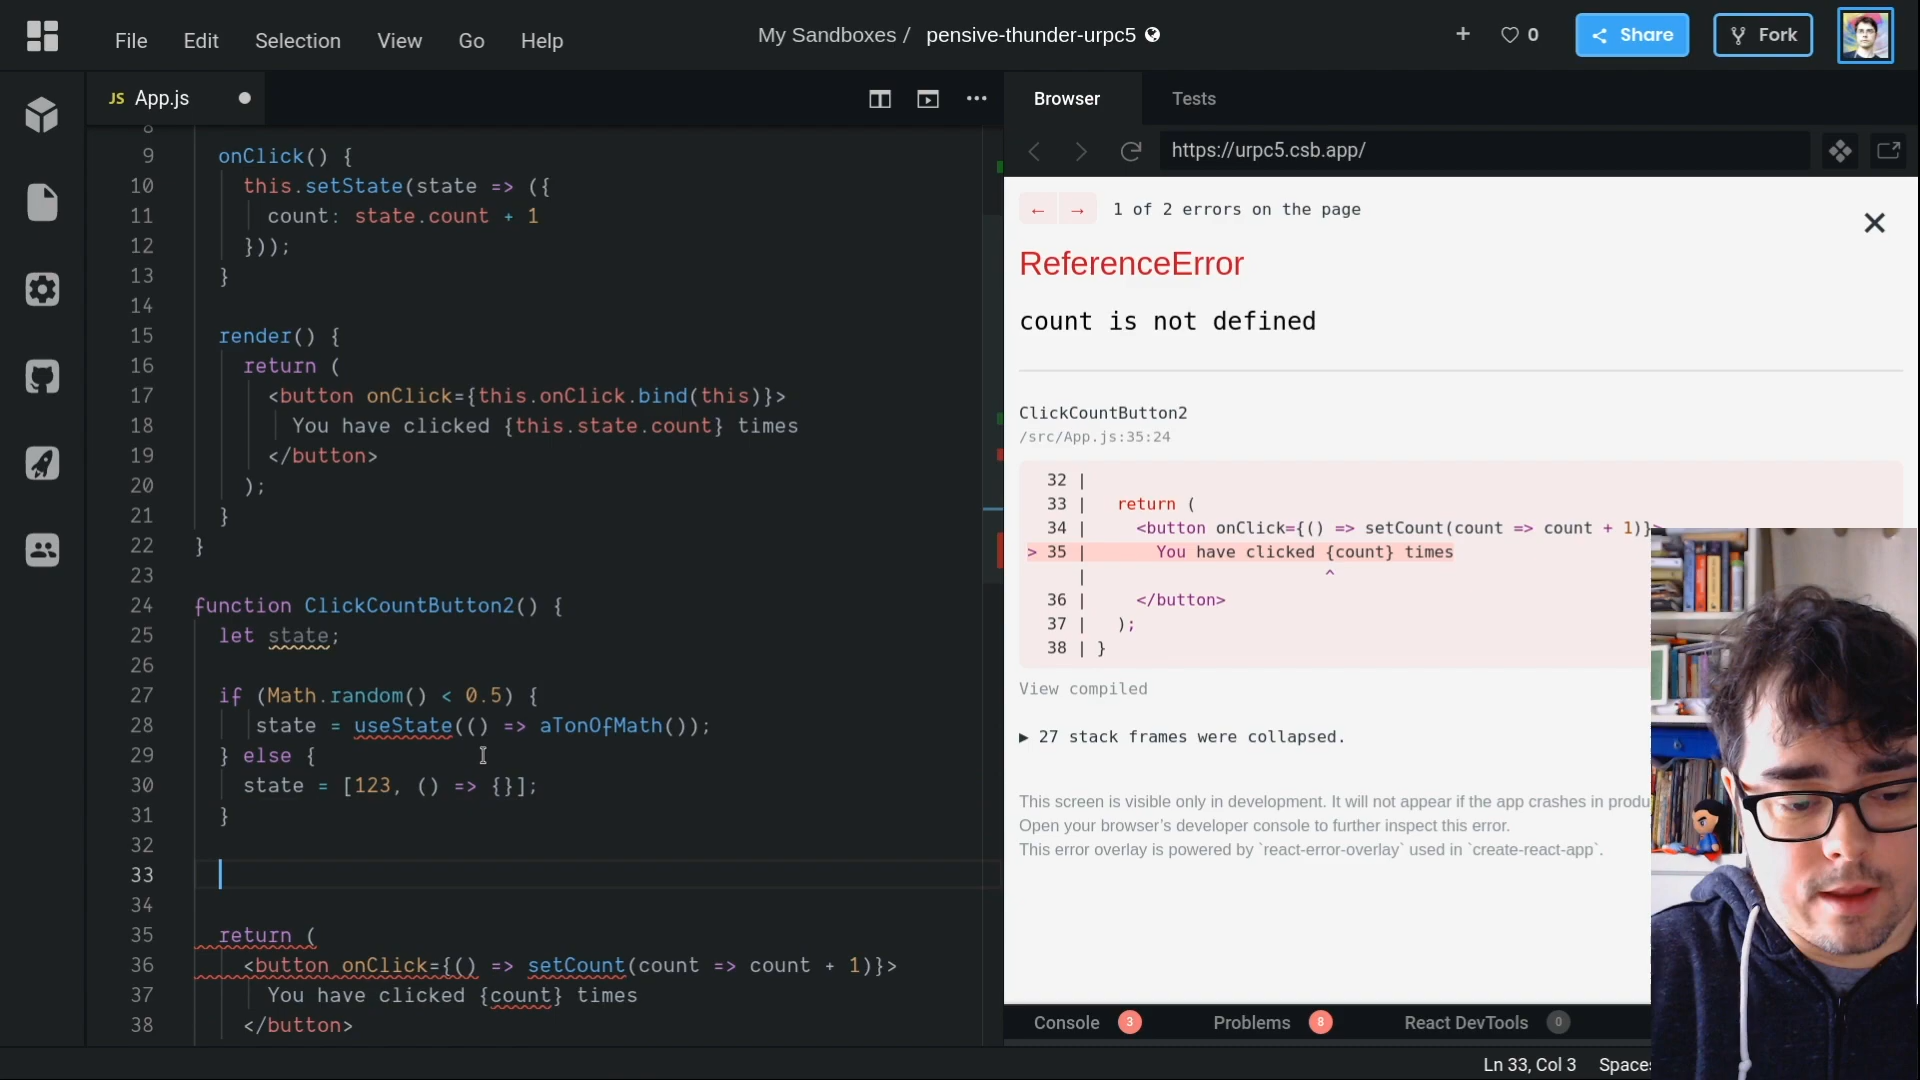 File Edit Selection View Go Help
My Sandboxes / pensive-thunder-urpc5
+ 0 Share Fork
JS App.js
8
9 onClick() {
10 this.setState(state => ({
11 count: state.count + 1
12 }));
13 }
14
15 render() {
16 return (
17 <button onClick={this.onClick.bind(this)}>
18 You have clicked {this.state.count} times
19 </button>
20 );
21 }
22 }
23
24 function ClickCountButton2() {
25 let state;
26
27 if (Math.random() < 0.5) {
28 state = useState(() => aTonOfMath());
29 } else {
30 state = [123, () => {}];
31 }
32
33
34
35 return (
36 <button onClick={() => setCount(count => count + 1)}>
37 You have clicked {count} times
38 </button>
Browser Tests
https://urpc5.csb.app/
← → 1 of 2 errors on the page
ReferenceError
count is not defined
ClickCountButton2
/src/App.js:35:24
32 |
33 | return (
34 | <button onClick={() => setCount(count => count + 1)}>
> 35 | You have clicked {count} times
| ^
36 | </button>
37 | );
38 | }
View compiled
▶ 27 stack frames were collapsed.
This screen is visible only in development. It will not appear if the app crashes in produ
Open your browser’s developer console to further inspect this error.
This error overlay is powered by `react-error-overlay` used in `create-react-app`.
Console 3 Problems 8 React DevTools 0
Ln 33, Col 3 Spaces